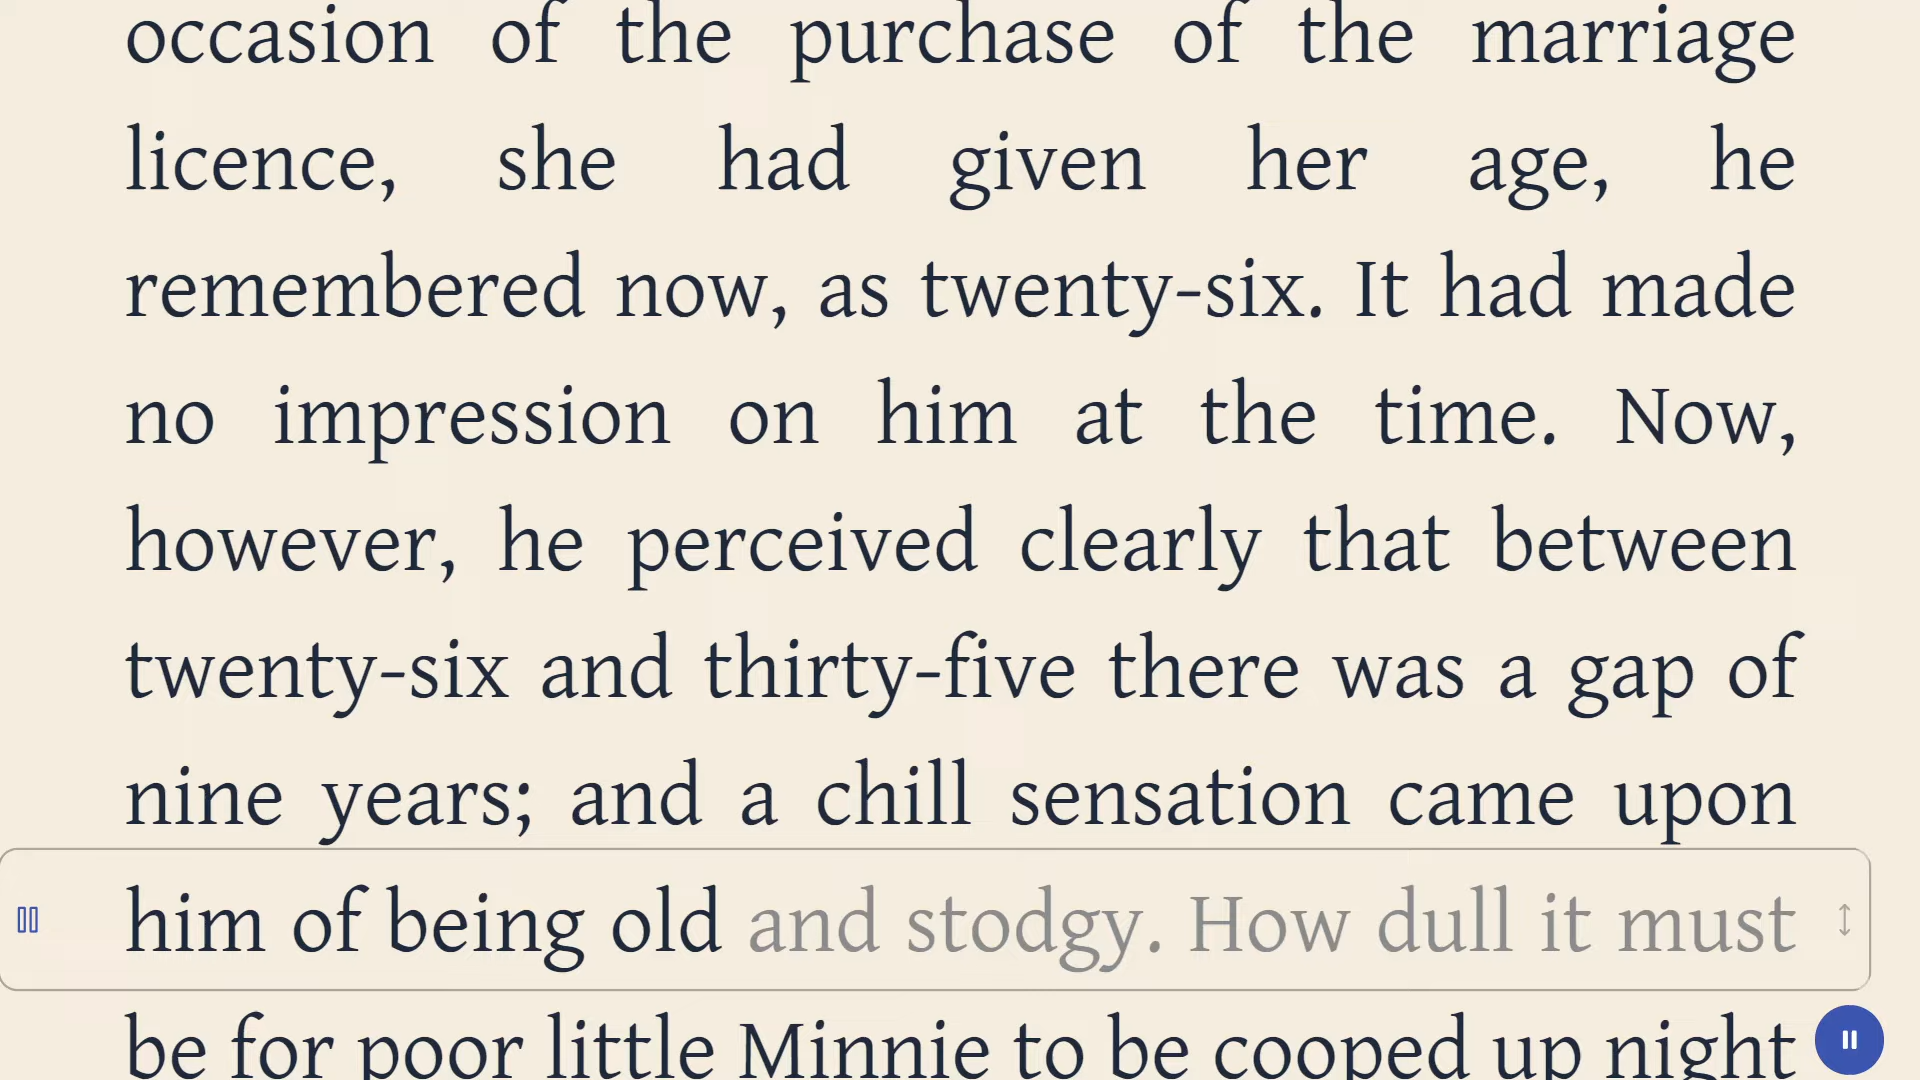 occasion of the purchase of the marriage
licence, she had given her age, he
remembered now, as twenty-six. It had made
no impression on him at the time. Now,
however, he perceived clearly that between
twenty-six and thirty-five there was a gap of
nine years; and a chill sensation came upon
him of being old and stodgy. How dull it must
be for poor little Minnie to be cooped up night